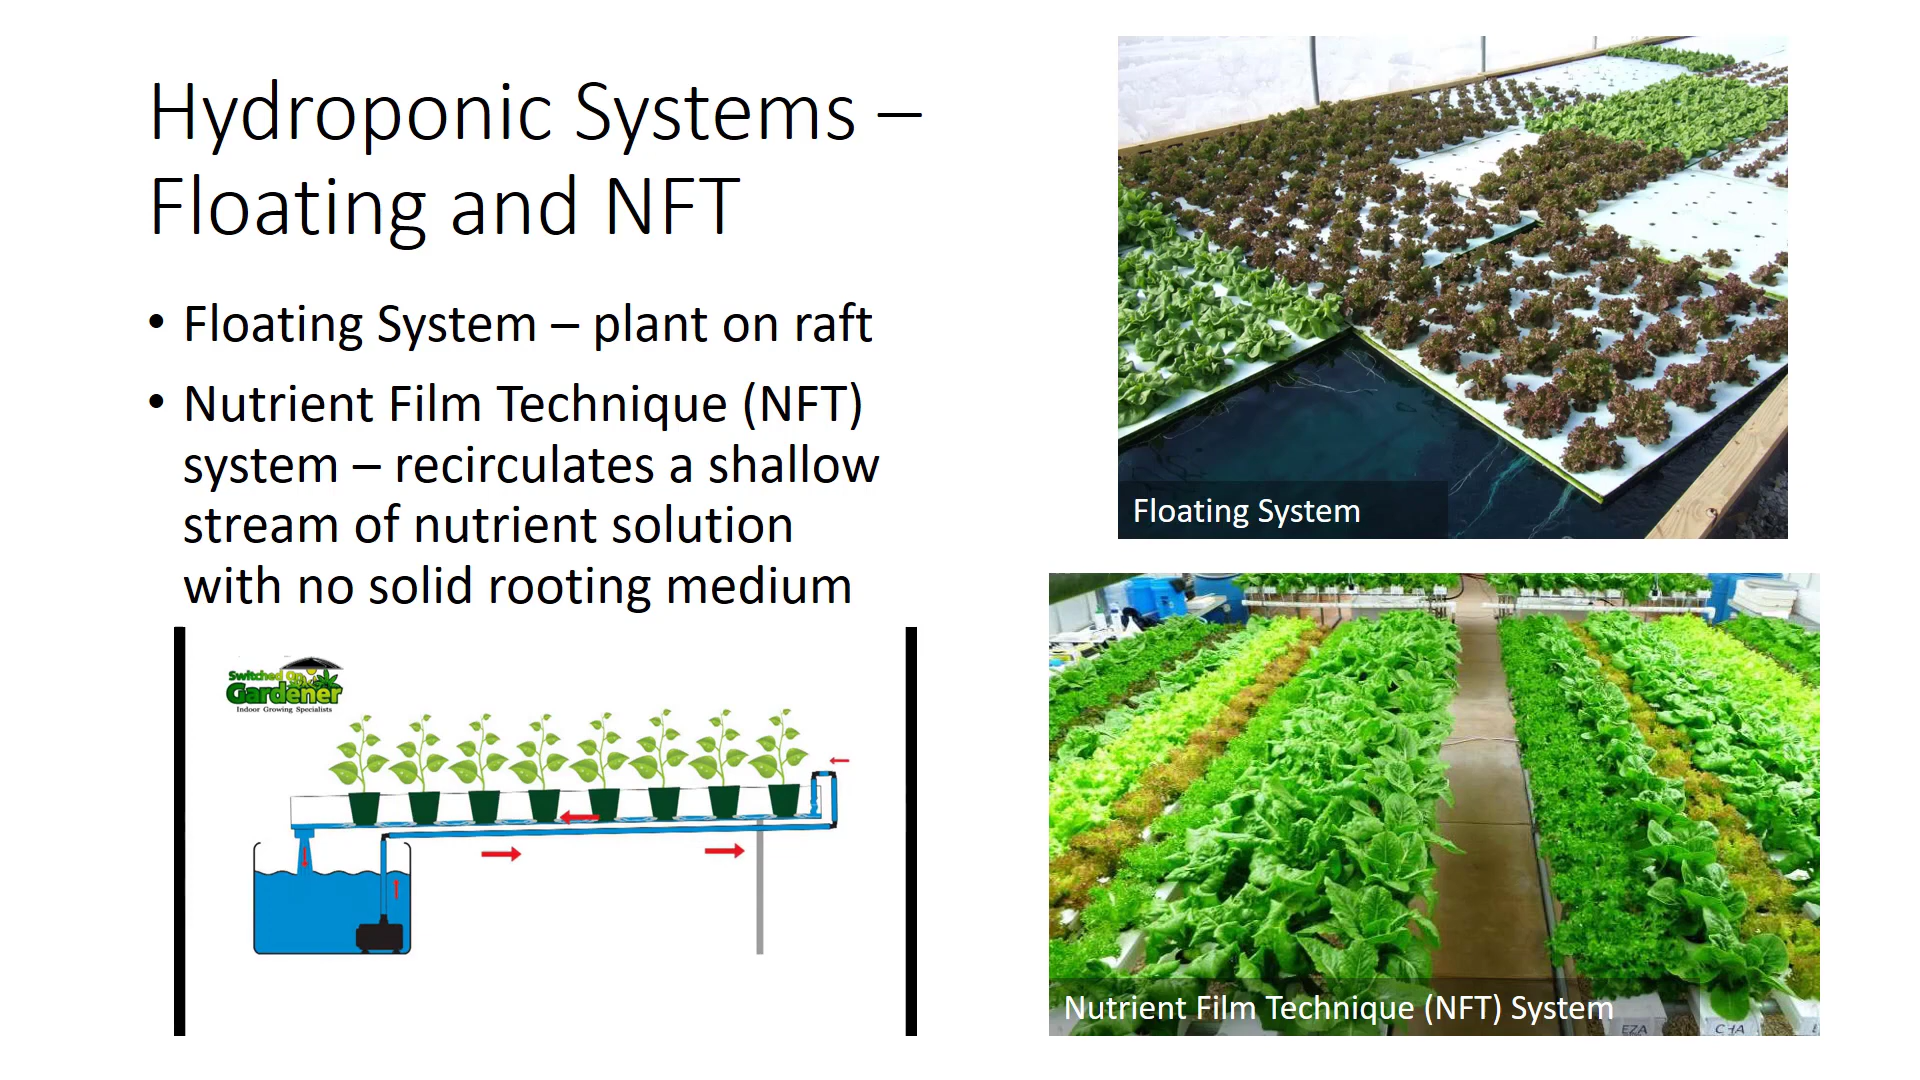 Hydroponic Systems –
Floating and NFT
• Floating System – plant on raft
• Nutrient Film Technique (NFT)
system – recirculates a shallow
stream of nutrient solution
with no solid rooting medium
Switched On
Gardener
Indoor Growing Specialists
Floating System
Nutrient Film Technique (NFT) System
EZA
CHA